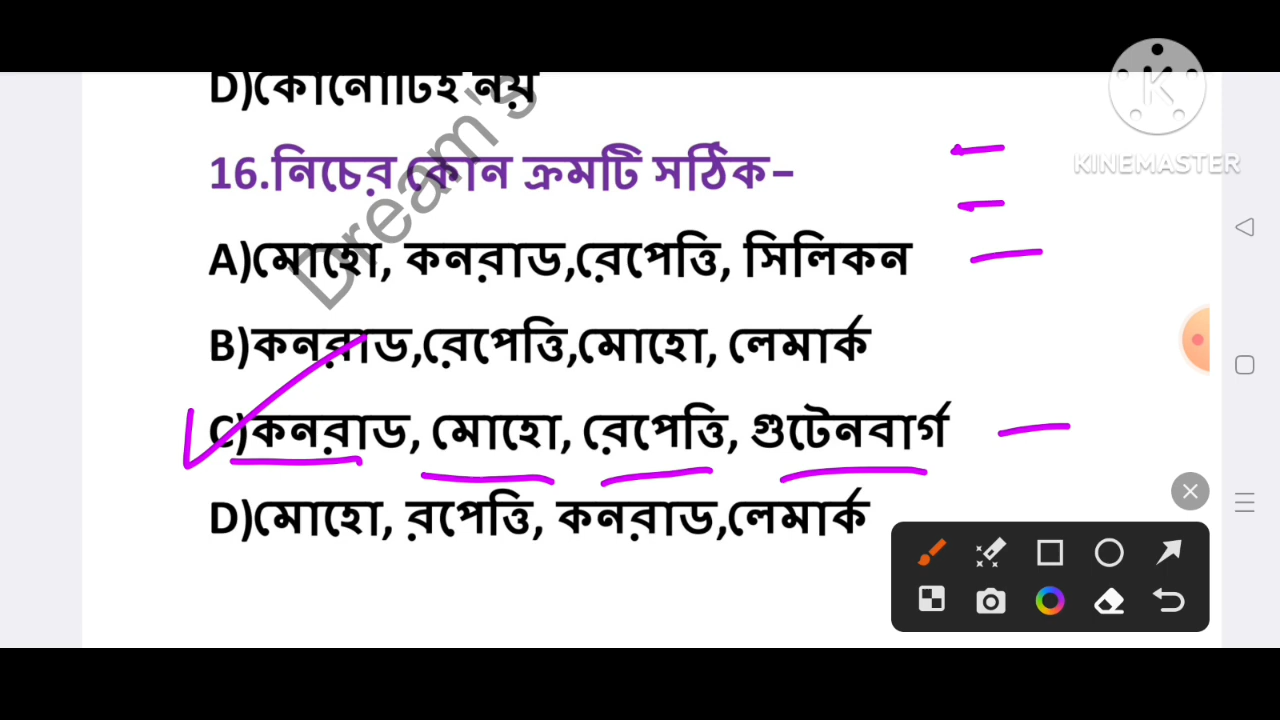 D)কোনোটিই নয়
16.নিচের কোন ক্রমটি সঠিক–
A)মোহো, কনরাড,রেপেত্তি, সিলিকন
B)কনরাড,রেপেত্তি,মোহো, লেমার্ক
C)কনরাড, মোহো, রেপেত্তি, গুটেনবার্গ
D)মোহো, রপেত্তি, কনরাড,লেমার্ক
Dream's
KINEMASTER